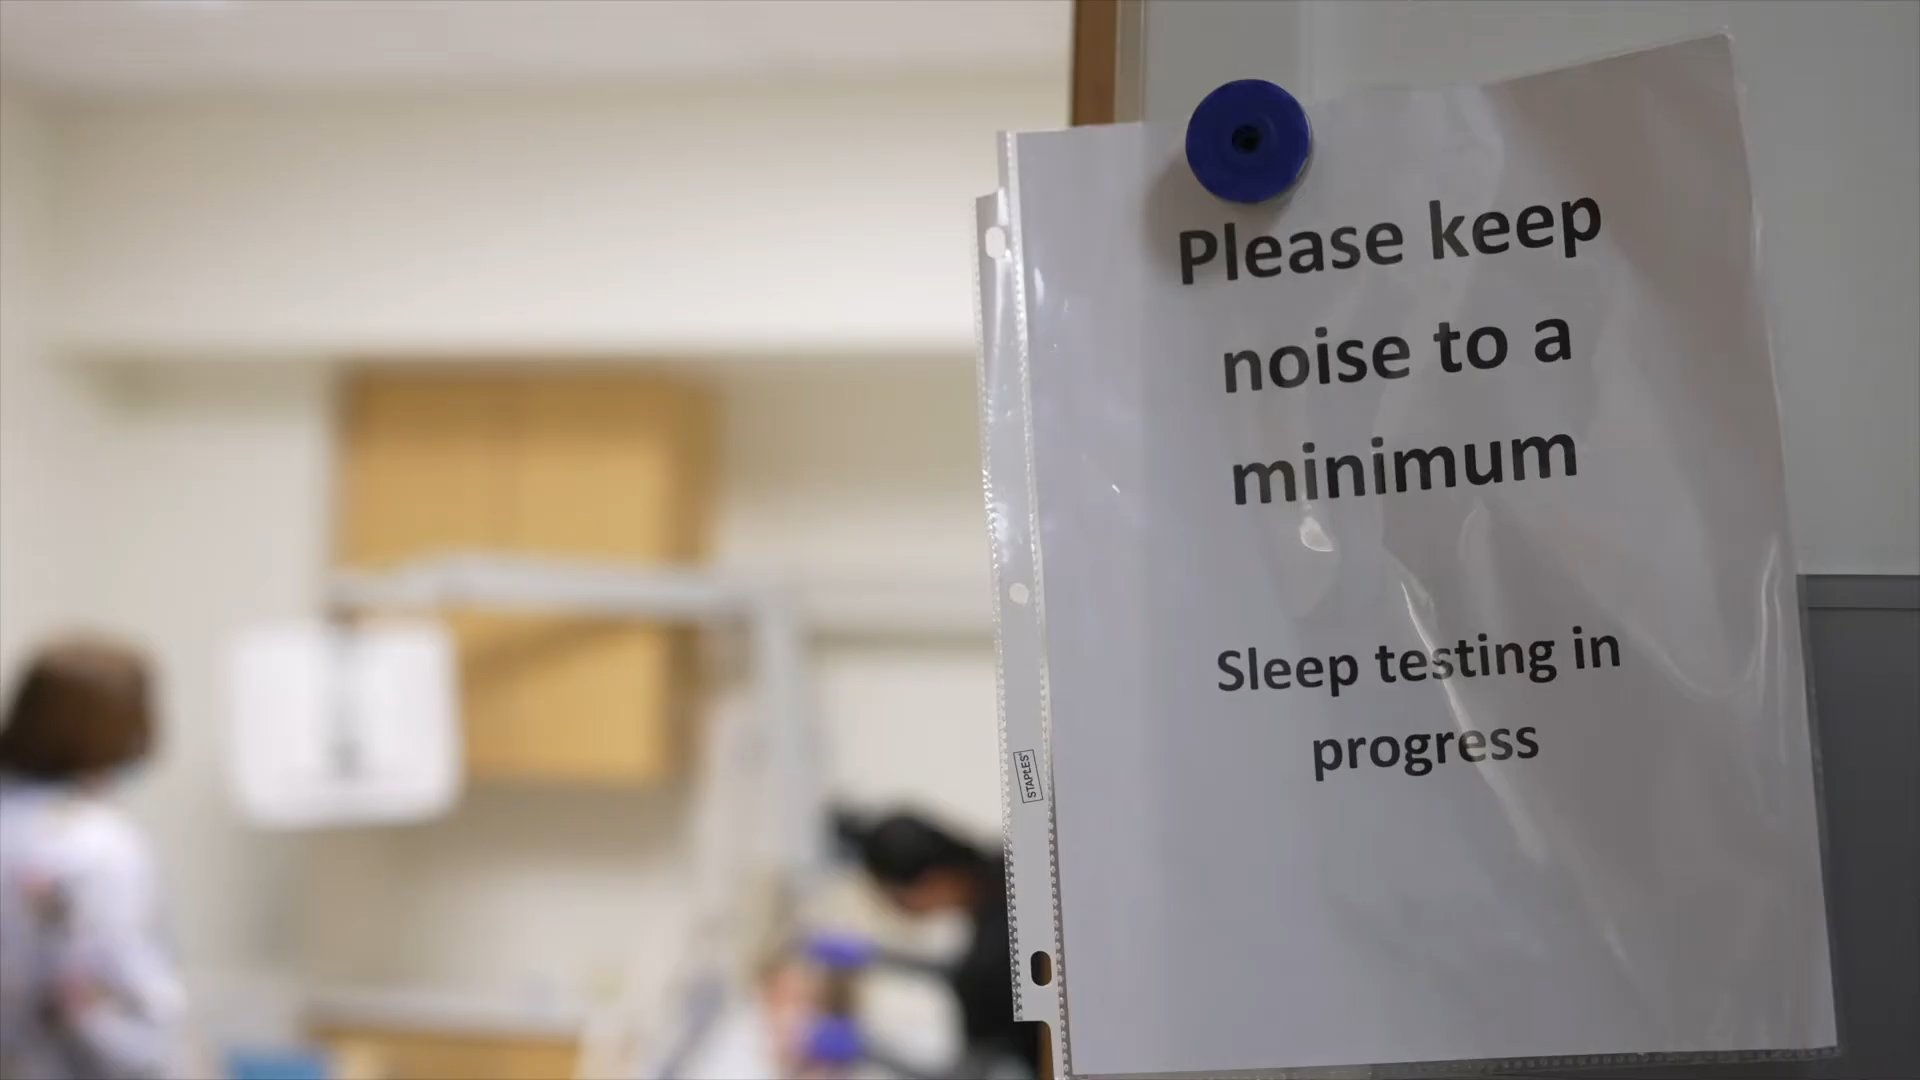 Please keep
noise to a
minimum
Sleep testing in
progress
STAPLES